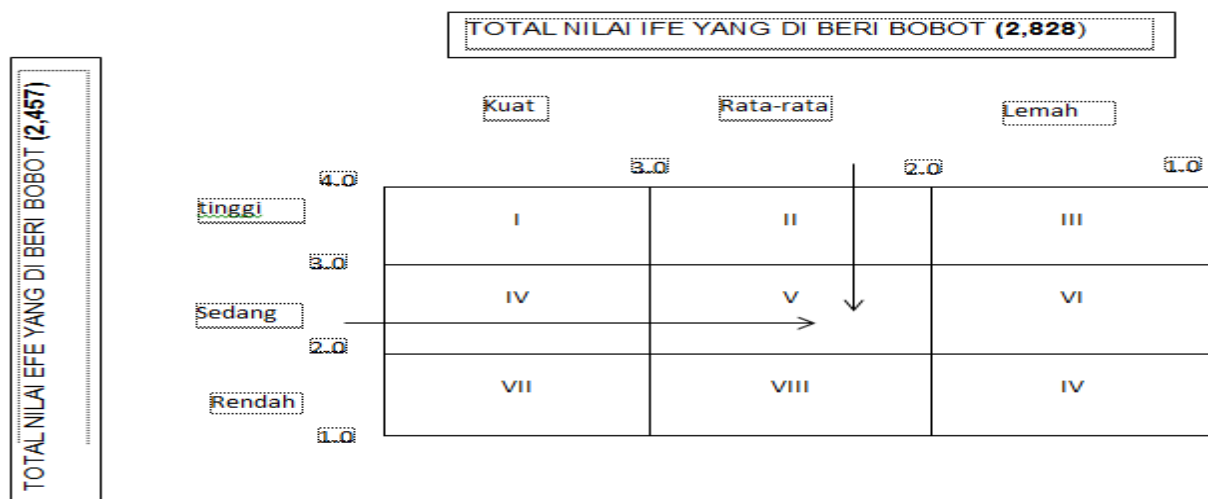 TOTAL NILAI IFE YANG DI BERI BOBOT (2,828)
TOTAL NILAI EFE YANG DI BERI BOBOT (2,457)
Kuat Rata-rata Lemah
4.0 3.0 2.0 1.0
tinggi I II III
3.0
Sedang IV V VI
2.0
Rendah VII VIII IV
1.0